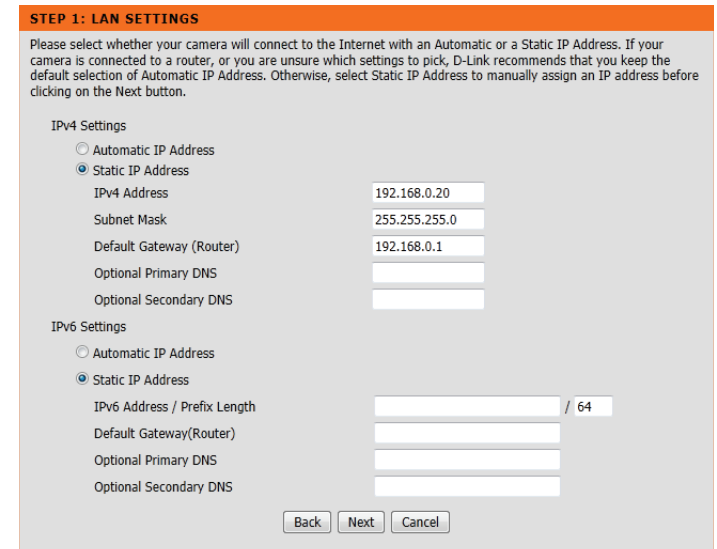 STEP 1: LAN SETTINGS
Please select whether your camera will connect to the Internet with an Automatic or a Static IP Address. If your
camera is connected to a router, or you are unsure which settings to pick, D-Link recommends that you keep the
default selection of Automatic IP Address. Otherwise, select Static IP Address to manually assign an IP address before
clicking on the Next button.
IPv4 Settings
Automatic IP Address
Static IP Address
IPv4 Address 192.168.0.20
Subnet Mask 255.255.255.0
Default Gateway (Router) 192.168.0.1
Optional Primary DNS
Optional Secondary DNS
IPv6 Settings
Automatic IP Address
Static IP Address
IPv6 Address / Prefix Length / 64
Default Gateway(Router)
Optional Primary DNS
Optional Secondary DNS
Back Next Cancel